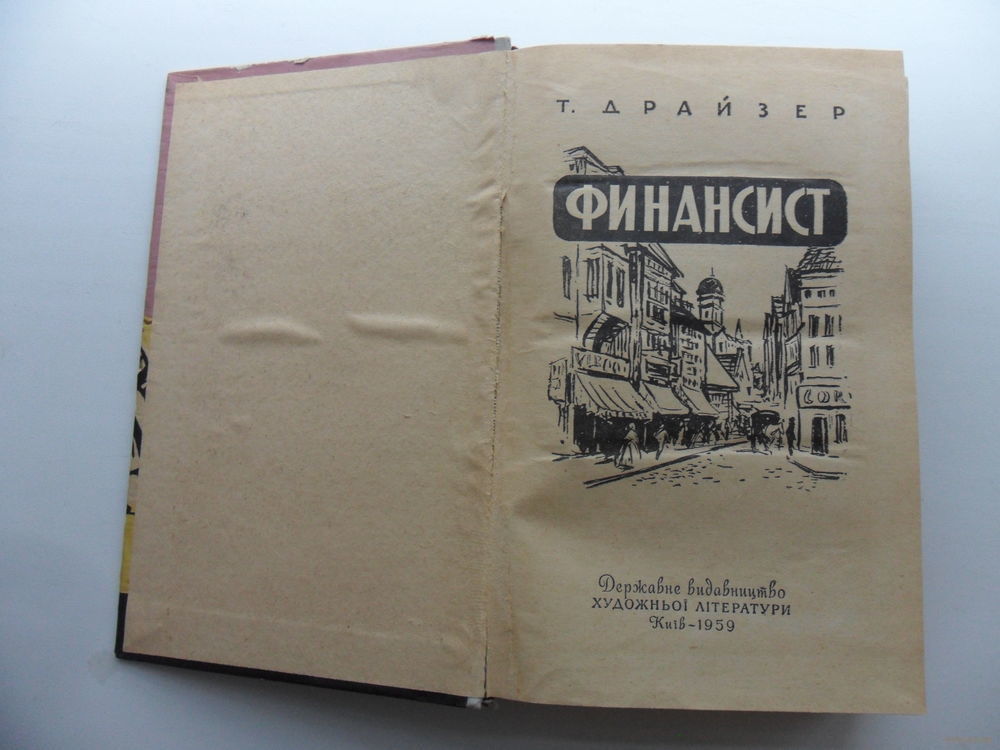 Т. ДРАЙЗЕР
ФИНАНСИСТ
Державне видавництво
ХУДОЖНЬОЇ ЛІТЕРАТУРИ
Київ-1959